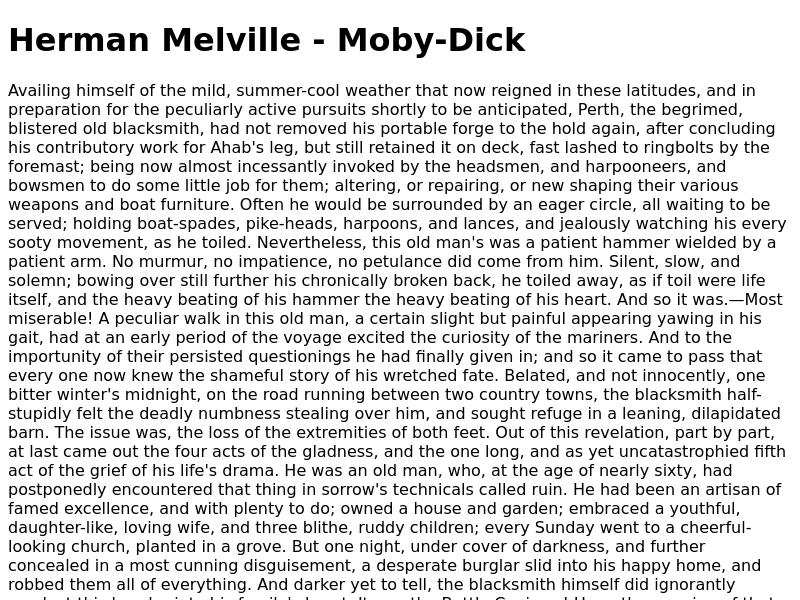 Herman Melville - Moby-Dick
Availing himself of the mild, summer-cool weather that now reigned in these latitudes, and in
preparation for the peculiarly active pursuits shortly to be anticipated, Perth, the begrimed,
blistered old blacksmith, had not removed his portable forge to the hold again, after concluding
his contributory work for Ahab's leg, but still retained it on deck, fast lashed to ringbolts by the
foremast; being now almost incessantly invoked by the headsmen, and harpooneers, and
bowsmen to do some little job for them; altering, or repairing, or new shaping their various
weapons and boat furniture. Often he would be surrounded by an eager circle, all waiting to be
served; holding boat-spades, pike-heads, harpoons, and lances, and jealously watching his every
sooty movement, as he toiled. Nevertheless, this old man's was a patient hammer wielded by a
patient arm. No murmur, no impatience, no petulance did come from him. Silent, slow, and
solemn; bowing over still further his chronically broken back, he toiled away, as if toil were life
itself, and the heavy beating of his hammer the heavy beating of his heart. And so it was.—Most
miserable! A peculiar walk in this old man, a certain slight but painful appearing yawing in his
gait, had at an early period of the voyage excited the curiosity of the mariners. And to the
importunity of their persisted questionings he had finally given in; and so it came to pass that
every one now knew the shameful story of his wretched fate. Belated, and not innocently, one
bitter winter's midnight, on the road running between two country towns, the blacksmith half-
stupidly felt the deadly numbness stealing over him, and sought refuge in a leaning, dilapidated
barn. The issue was, the loss of the extremities of both feet. Out of this revelation, part by part,
at last came out the four acts of the gladness, and the one long, and as yet uncatastrophied fifth
act of the grief of his life's drama. He was an old man, who, at the age of nearly sixty, had
postponedly encountered that thing in sorrow's technicals called ruin. He had been an artisan of
famed excellence, and with plenty to do; owned a house and garden; embraced a youthful,
daughter-like, loving wife, and three blithe, ruddy children; every Sunday went to a cheerful-
looking church, planted in a grove. But one night, under cover of darkness, and further
concealed in a most cunning disguisement, a desperate burglar slid into his happy home, and
robbed them all of everything. And darker yet to tell, the blacksmith himself did ignorantly